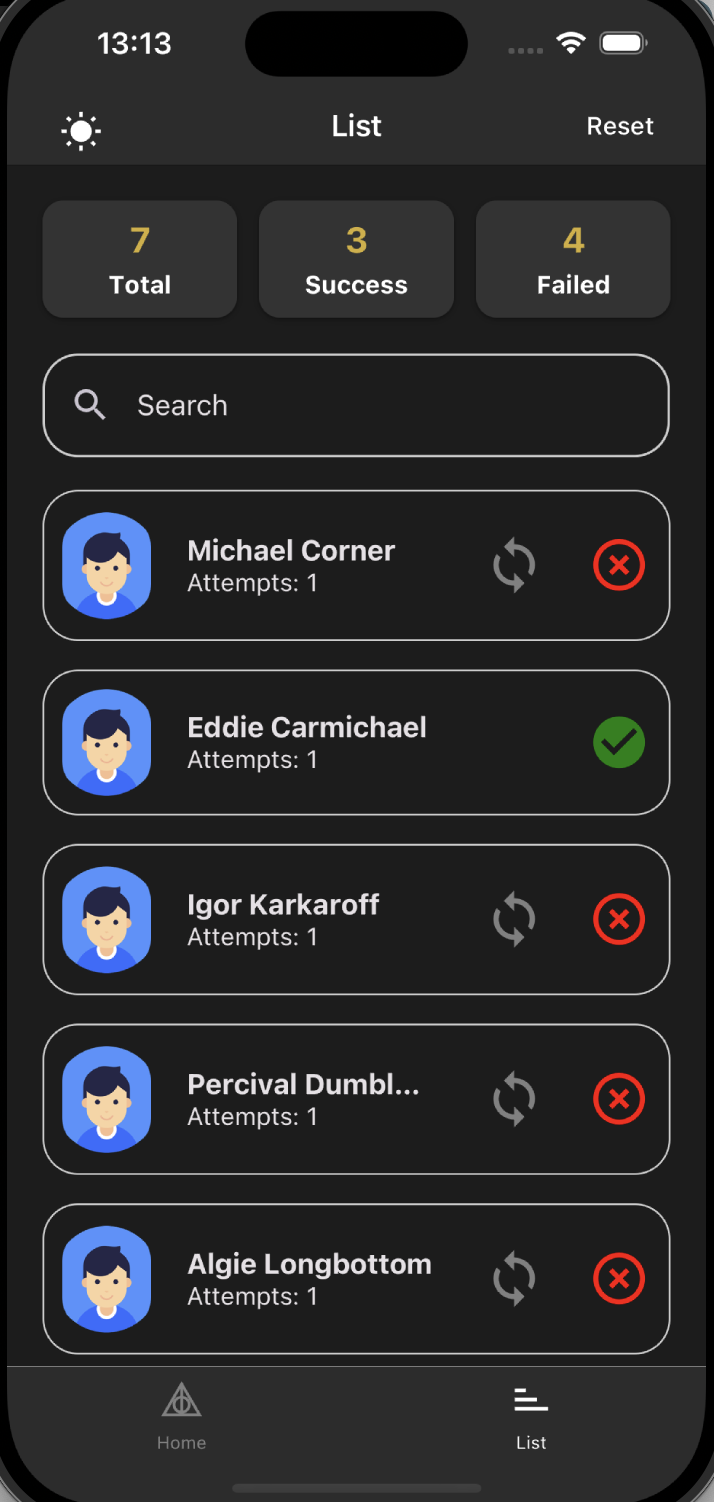 13:13
List
Reset
7
3
4
Total
Success
Failed
Search
Michael Corner
Attempts: 1
Eddie Carmichael
Attempts: 1
Igor Karkaroff
Attempts: 1
Percival Dumbl...
Attempts: 1
Algie Longbottom
Attempts: 1
Home
List